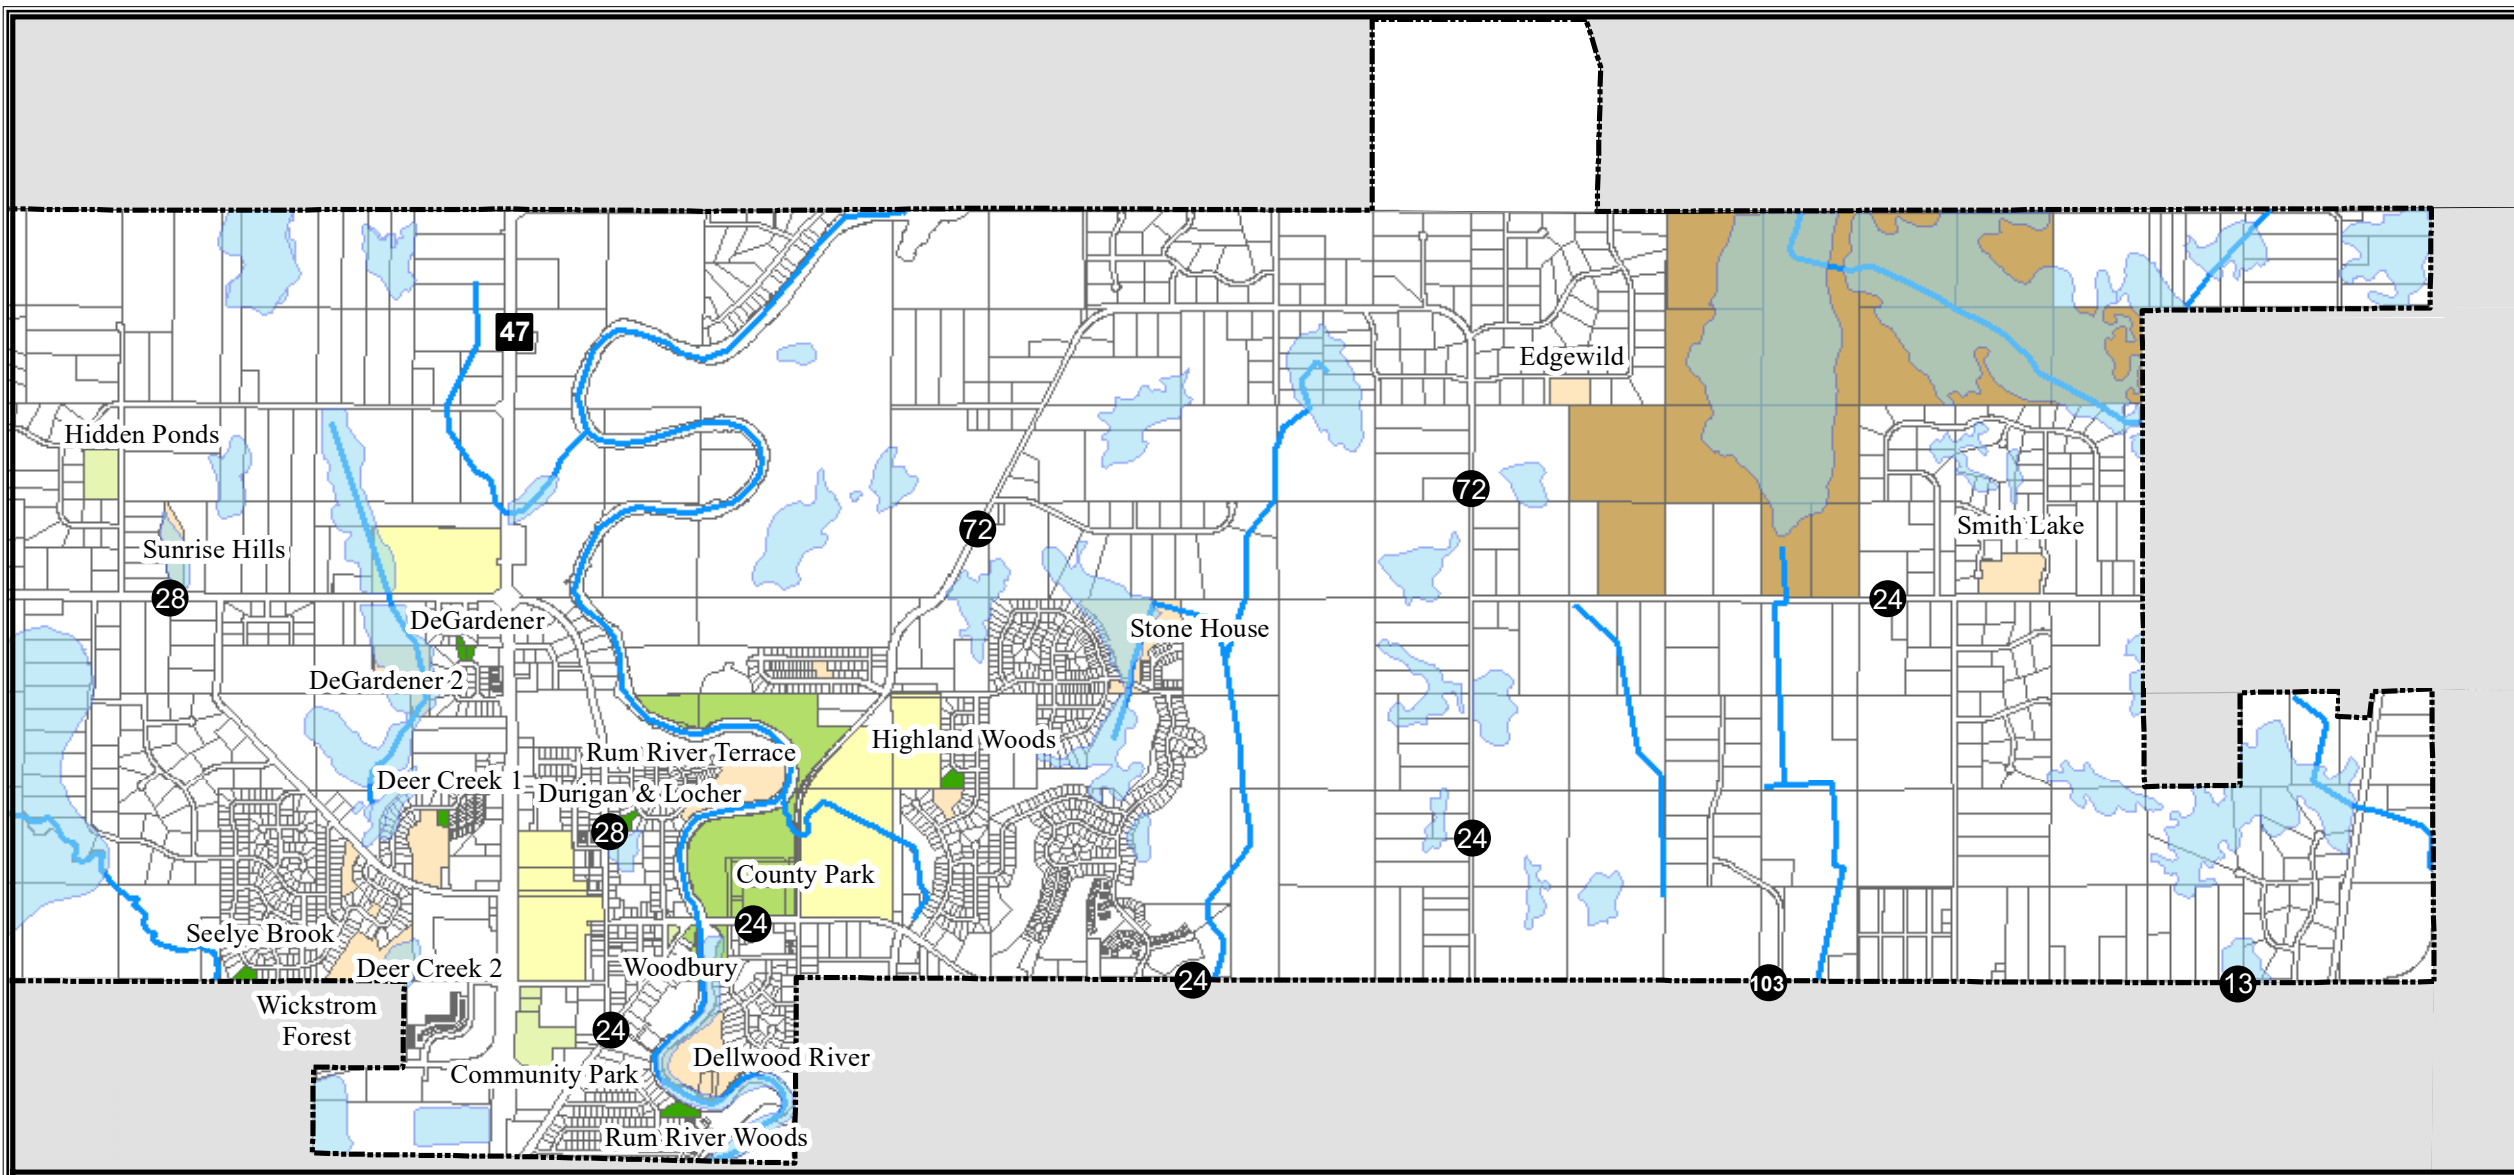 47
Edgewild
Hidden Ponds
72
Smith Lake
72
Sunrise Hills
28
24
DeGardener
Stone House
DeGardener 2
Highland Woods
Rum River Terrace
Deer Creek 1
Durigan & Locher
28
24
County Park
24
Seelye Brook
Deer Creek 2
Woodbury
24
103
13
Wickstrom
Forest
24
Dellwood River
Community Park
Rum River Woods